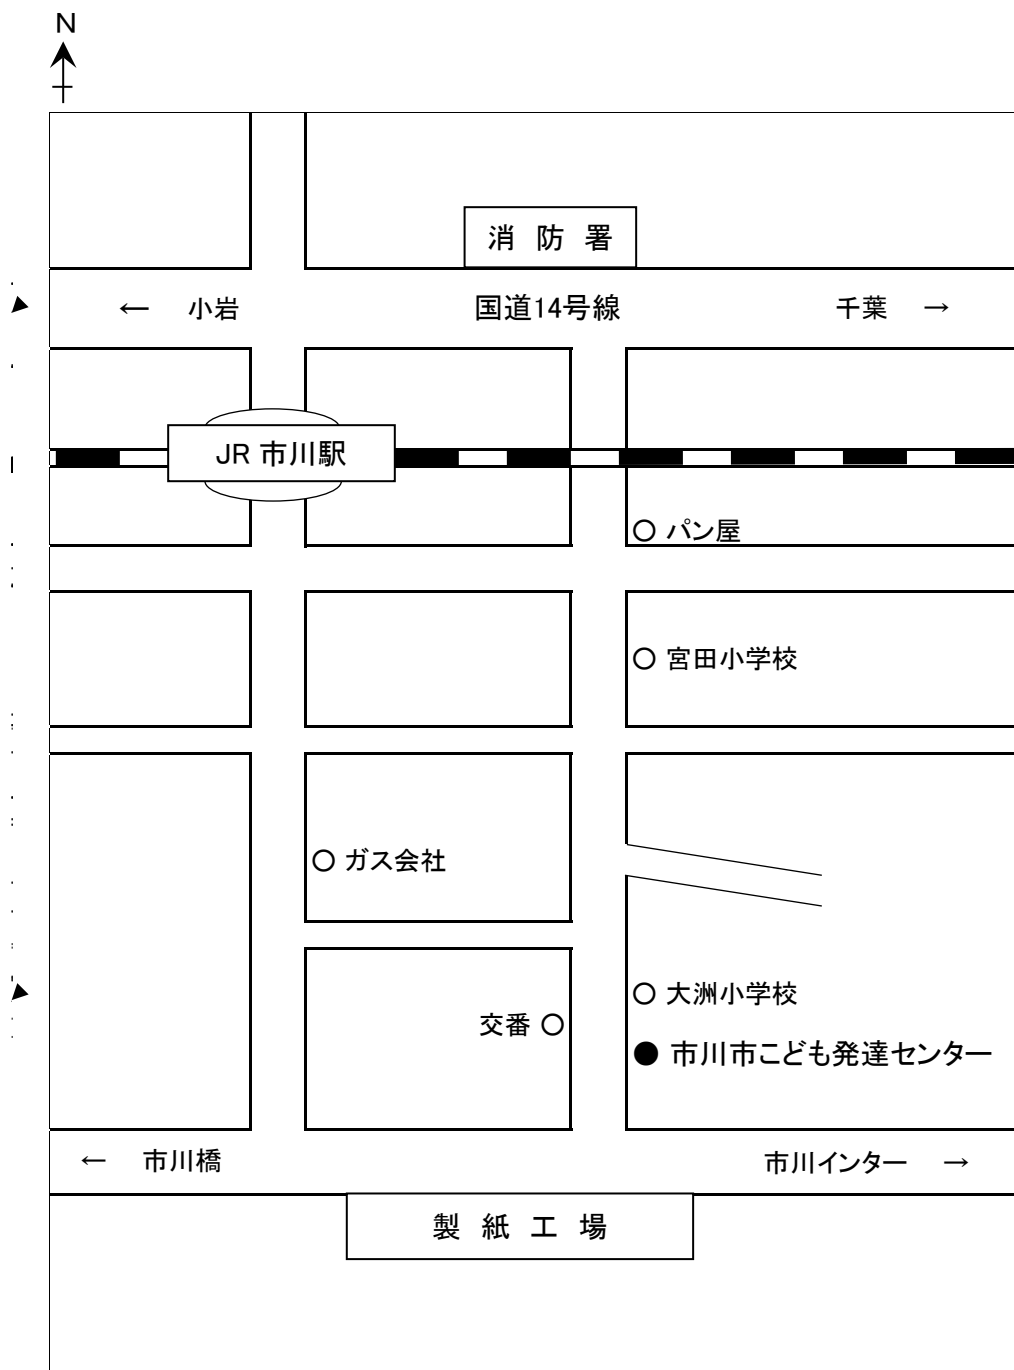 N
消 防 署
← 小岩 国道14号線 千葉 →
JR 市川駅
○ パン屋
○ 宮田小学校
○ ガス会社
○ 大洲小学校
交番 ○
● 市川市こども発達センター
← 市川橋 市川インター →
製 紙 工 場